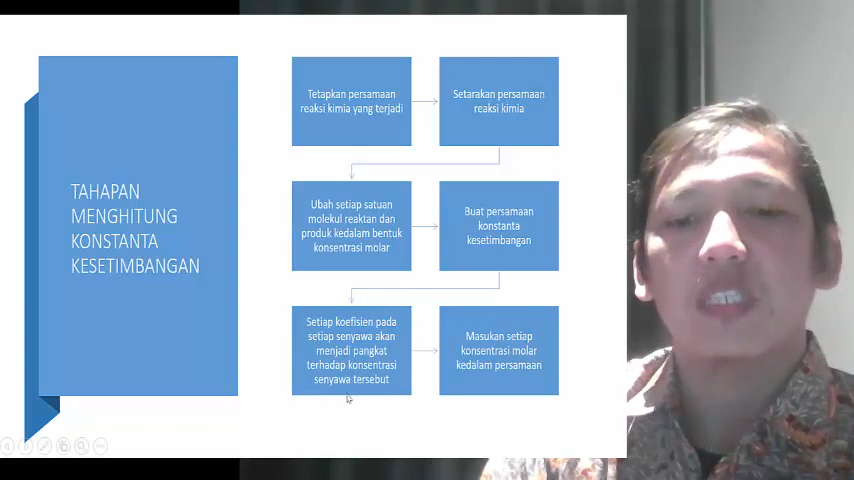 TAHAPAN
MENGHITUNG
KONSTANTA
KESETIMBANGAN
Tetapkan persamaan
reaksi kimia yang terjadi
Setarakan persamaan
reaksi kimia
Ubah setiap satuan
molekul reaktan dan
produk kedalam bentuk
konsentrasi molar
Buat persamaan
konstanta
kesetimbangan
Setiap koefisien pada
setiap senyawa akan
menjadi pangkat
terhadap konsentrasi
senyawa tersebut
Masukan setiap
konsentrasi molar
kedalam persamaan